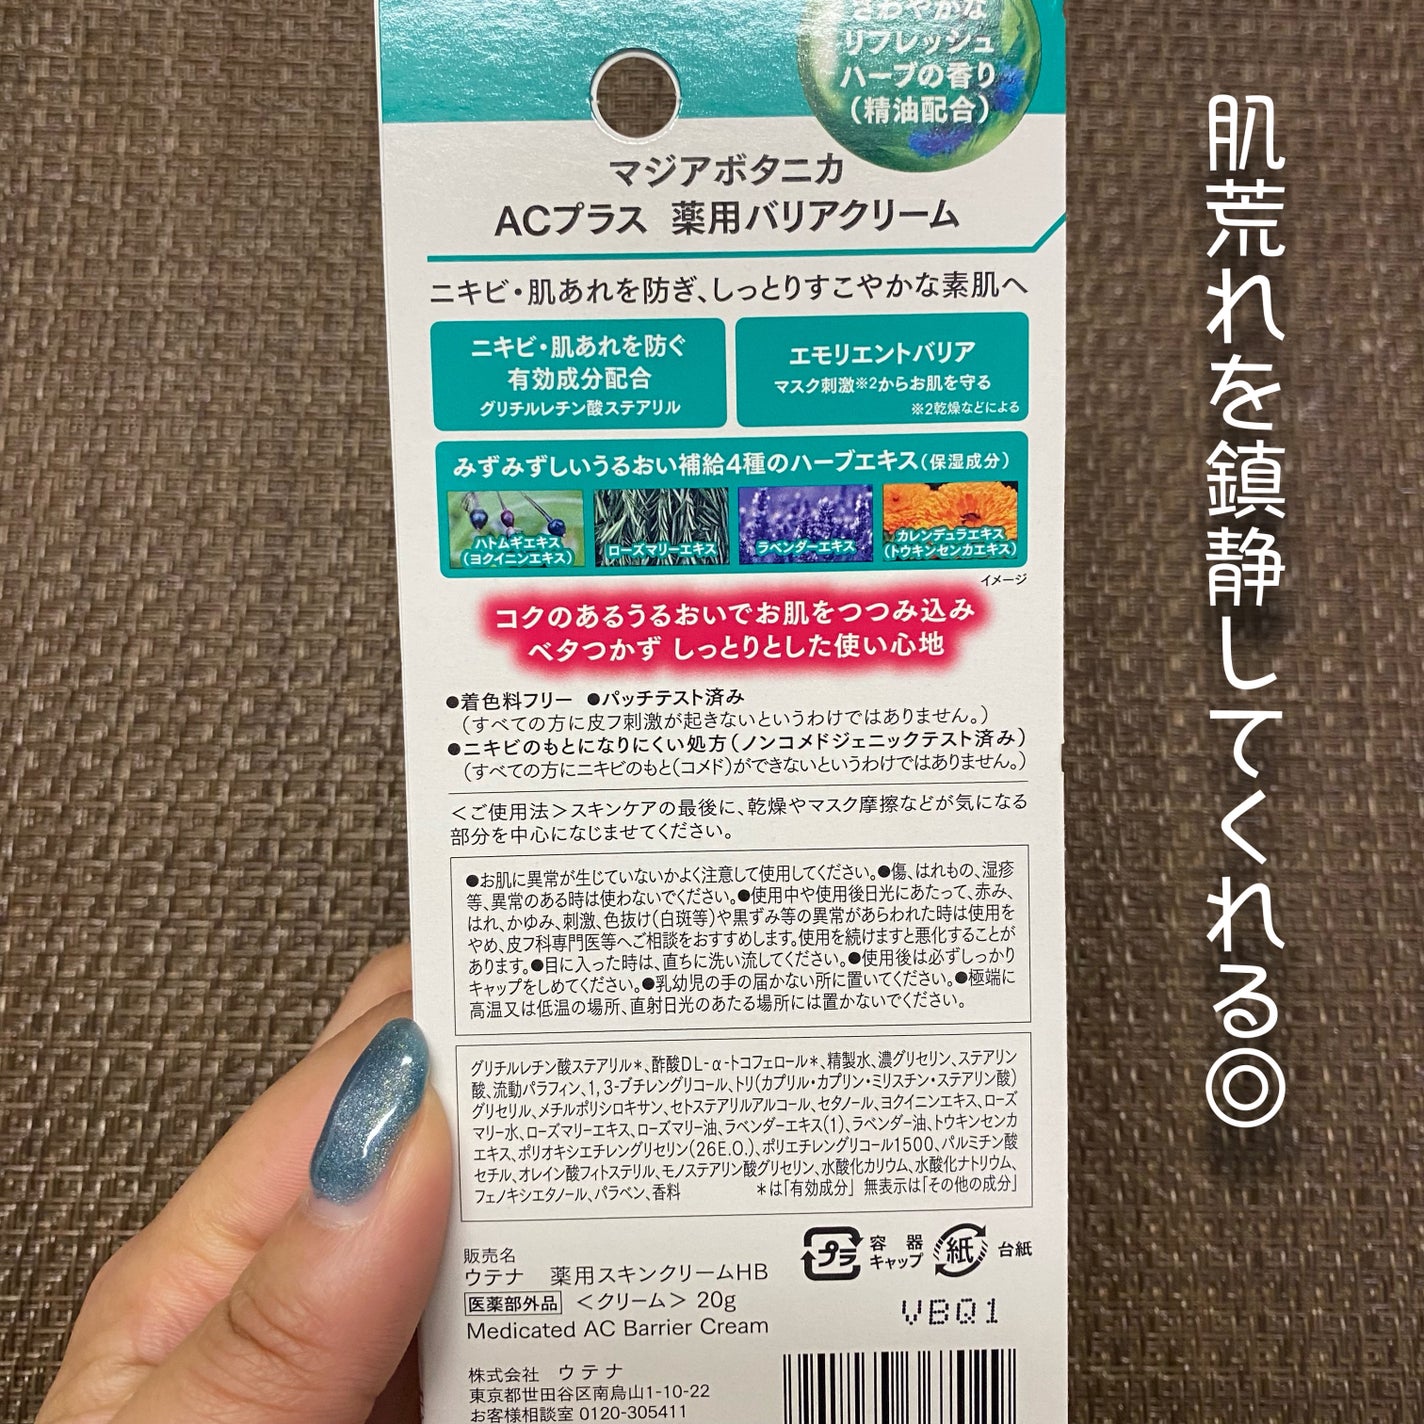 さわやかな
リフレッシュ
ハーブの香り
(精油配合)
マジアボタニカ
ACプラス 薬用バリアクリーム
ニキビ・肌あれを防ぎ、しっとりすこやかな素肌へ
ニキビ・肌あれを防ぐ
有効成分配合
グリチルレチン酸ステアリル
エモリエントバリア
マスク刺激※2からお肌を守る
※2乾燥などによる
みずみずしいうるおい補給4種のハーブエキス(保湿成分)
ハトムギエキス
(ヨクイニンエキス)
ローズマリーエキス
ラベンダーエキス
カレンデュラエキス
(トウキンセンカエキス)
イメージ
コクのあるうるおいでお肌をつつみ込み
ベタつかず しっとりとした使い心地
●着色料フリー ●パッチテスト済み
(すべての方に皮フ刺激が起きないというわけではありません。)
●ニキビのもとになりにくい処方(ノンコメドジェニックテスト済み)
(すべての方にニキビのもと(コメド)ができないというわけではありません。)
<ご使用法>スキンケアの最後に、乾燥やマスク摩擦などが気になる
部分を中心になじませてください。
●お肌に異常が生じていないかよく注意して使用してください。●傷、はれもの、湿疹
等、異常のある時は使わないでください。●使用中や使用後日光にあたって、赤み、
はれ、かゆみ、刺激、色抜け(白斑等)や黒ずみ等の異常があらわれた時は使用を
やめ、皮フ科専門医等へご相談をおすすめします。使用を続けますと悪化することが
あります。●目に入った時は、直ちに洗い流してください。●使用後は必ずしっかり
キャップをしめてください。●乳幼児の手の届かない所に置いてください。●極端に
高温又は低温の場所、直射日光のあたる場所には置かないでください。
グリチルレチン酸ステアリル*、酢酸DL-α-トコフェロール*、精製水、濃グリセリン、ステアリン
酸、流動パラフィン、1,3-ブチレングリコール、トリ(カプリル・カプリン・ミリスチン・ステアリン酸)
グリセリル、メチルポリシロキサン、セトステアリルアルコール、セタノール、ヨクイニンエキス、ローズ
マリー水、ローズマリーエキス、ローズマリー油、ラベンダーエキス(1)、ラベンダー油、トウキンセンカ
エキス、ポリオキシエチレングリセリン(26E.O.)、ポリエチレングリコール1500、パルミチン酸
セチル、オレイン酸フィトステリル、モノステアリン酸グリセリン、水酸化カリウム、水酸化ナトリウム、
フェノキシエタノール、パラベン、香料 *は「有効成分」 無表示は「その他の成分」
販売名
ウテナ 薬用スキンクリームHB
医薬部外品 <クリーム> 20g
Medicated AC Barrier Cream
プラ
容器
キャップ
紙
台紙
VBQ1
株式会社 ウテナ
東京都世田谷区南烏山1-10-22
お客様相談室 0120-305411
肌荒れを鎮静してくれる◎